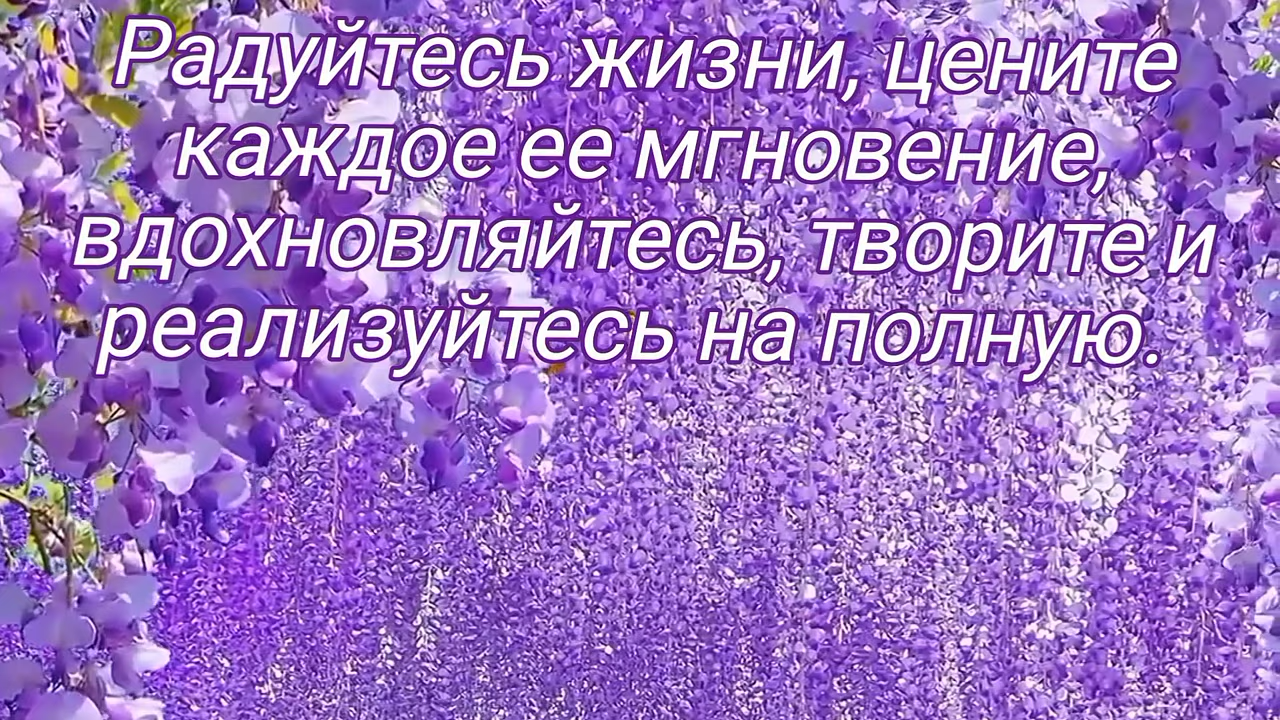 Радуйтесь жизни, цените
каждое ее мгновение,
вдохновляйтесь, творите и
реализуйтесь на полную.